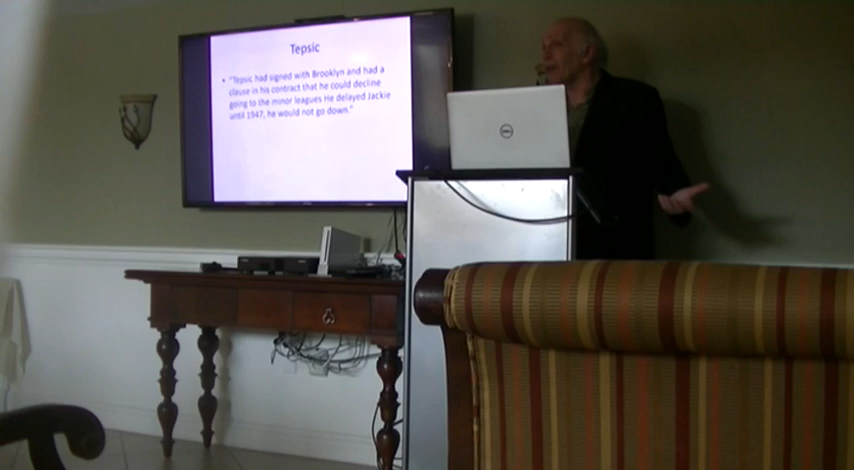 Tepsic
• "Tepsic had signed with Brooklyn and had a
clause in his contract that he could decline
going to the minor leagues He delayed Jackie
until 1947, he would not go down."
DELL